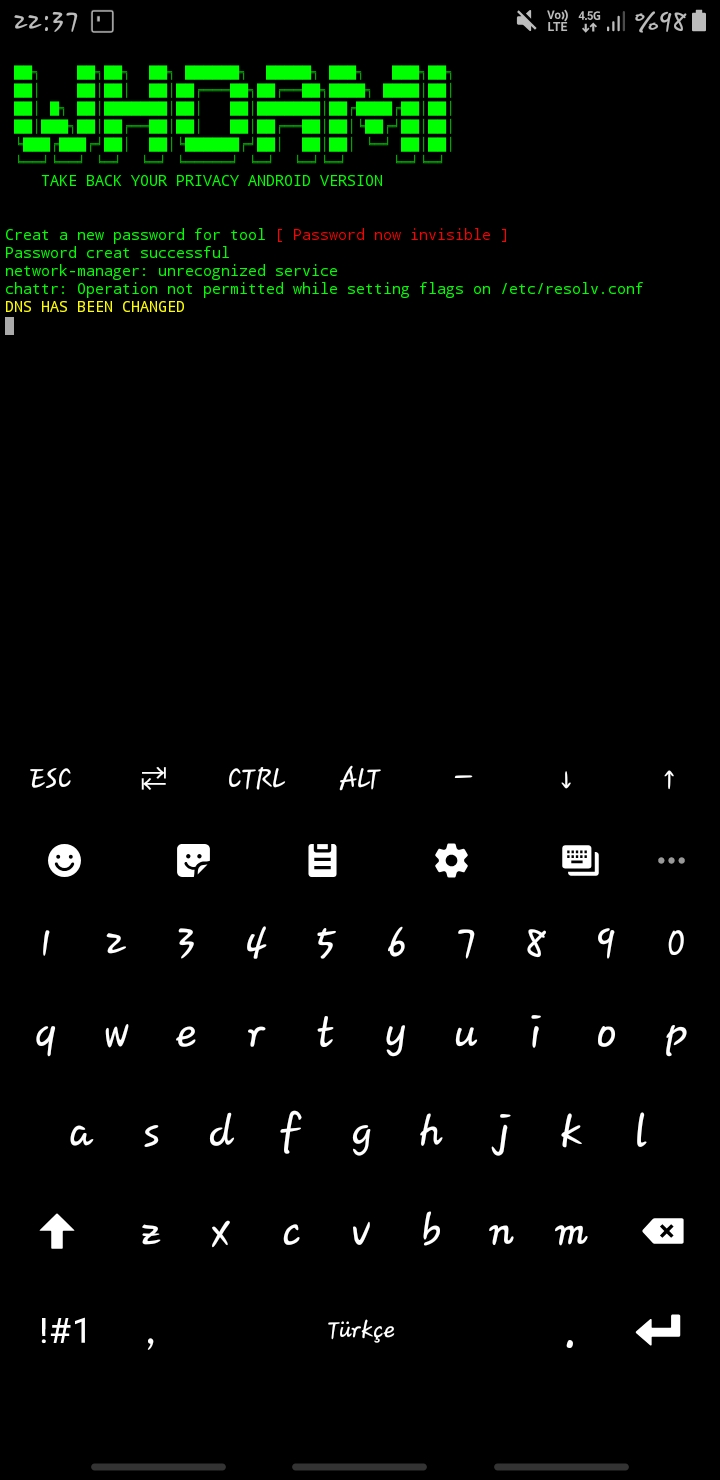 22:37 Vo)) LTE 4.5G %98
WHOAMI
TAKE BACK YOUR PRIVACY ANDROID VERSION
Creat a new password for tool [ Password now invisible ]
Password creat successful
network-manager: unrecognized service
chattr: Operation not permitted while setting flags on /etc/resolv.conf
DNS HAS BEEN CHANGED
ESC CTRL ALT – ↓ ↑
1 2 3 4 5 6 7 8 9 0
q w e r t y u i o p
a s d f g h j k l
z x c v b n m
!#1 , Türkçe .